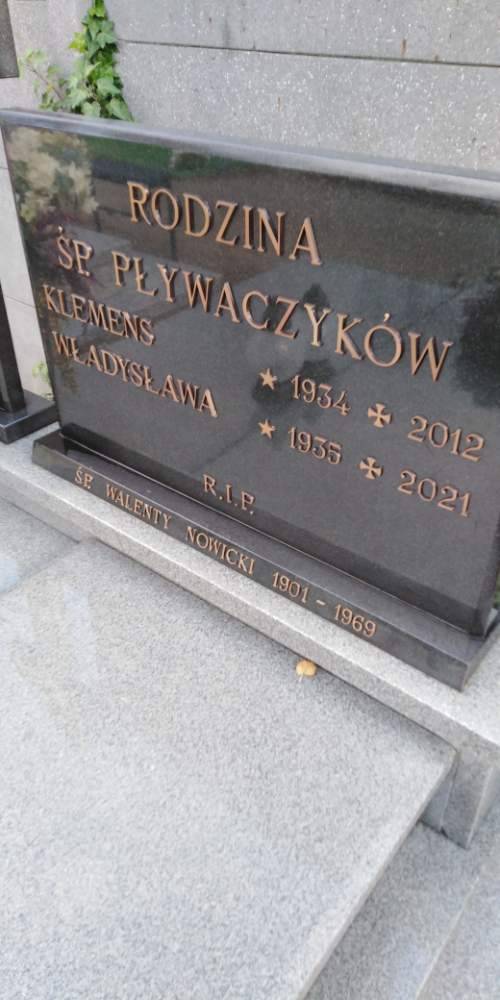 RODZINA
ŚP. PŁYWACZYKÓW
KLEMENS ★ 1934 ✠ 2012
WŁADYSŁAWA ★ 1935 ✠ 2021
R.I.P.
ŚP. WALENTY NOWICKI 1901 - 1969